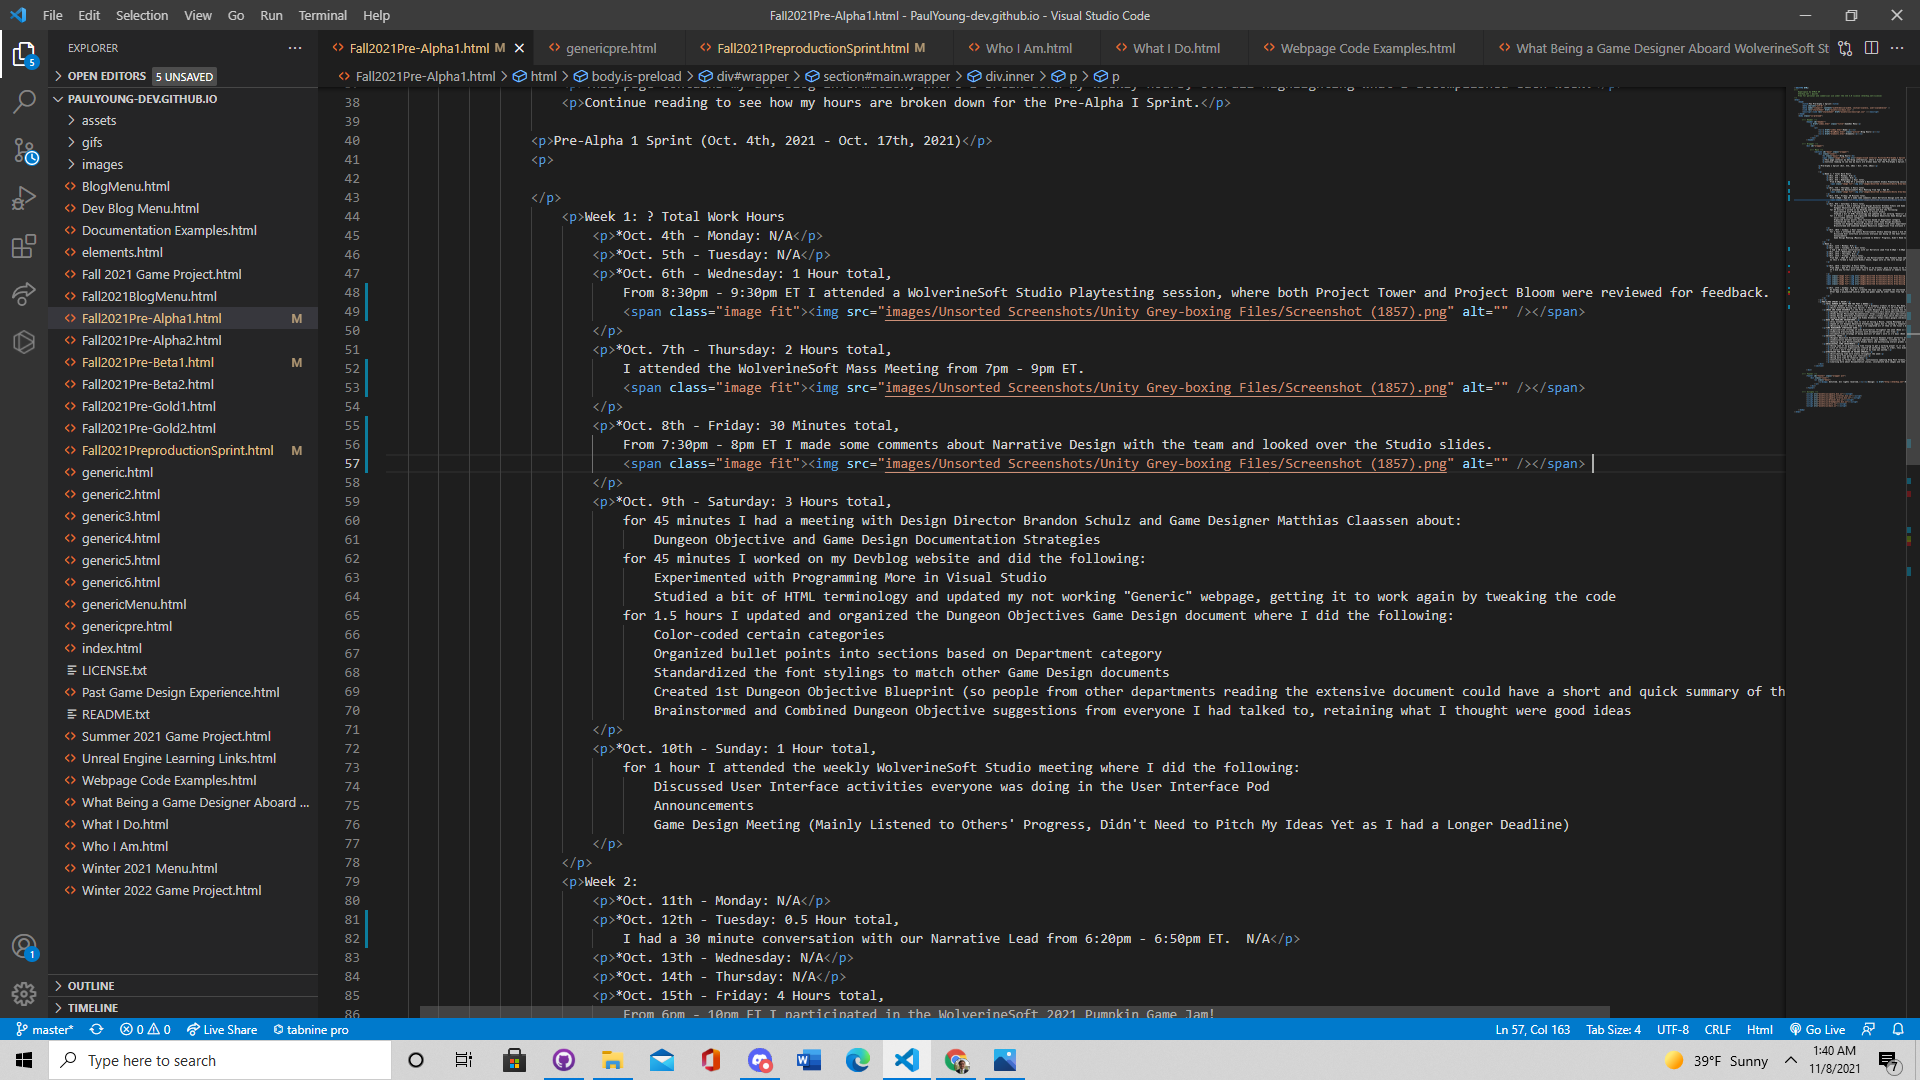 File Edit Selection View Go Run Terminal Help
Fall2021Pre-Alpha1.html - PaulYoung-dev.github.io - Visual Studio Code
EXPLORER
Fall2021Pre-Alpha1.html M
genericpre.html
Fall2021PreproductionSprint.html M
Who I Am.html
What I Do.html
Webpage Code Examples.html
What Being a Game Designer Aboard WolverineSoft St
OPEN EDITORS 5 UNSAVED
Fall2021Pre-Alpha1.html > html > body.is-preload > div#wrapper > section#main.wrapper > div.inner > p > p
PAULYOUNG-DEV.GITHUB.IO
assets
gifs
images
BlogMenu.html
Dev Blog Menu.html
Documentation Examples.html
elements.html
Fall 2021 Game Project.html
Fall2021BlogMenu.html
Fall2021Pre-Alpha1.html M
Fall2021Pre-Alpha2.html
Fall2021Pre-Beta1.html M
Fall2021Pre-Beta2.html
Fall2021Pre-Gold1.html
Fall2021Pre-Gold2.html
Fall2021PreproductionSprint.html M
generic.html
generic2.html
generic3.html
generic4.html
generic5.html
generic6.html
genericMenu.html
genericpre.html
index.html
LICENSE.txt
Past Game Design Experience.html
README.txt
Summer 2021 Game Project.html
Unreal Engine Learning Links.html
Webpage Code Examples.html
What Being a Game Designer Aboard ...
What I Do.html
Who I Am.html
Winter 2021 Menu.html
Winter 2022 Game Project.html
OUTLINE
TIMELINE
38 <p>Continue reading to see how my hours are broken down for the Pre-Alpha I Sprint.</p>
39
40 <p>Pre-Alpha 1 Sprint (Oct. 4th, 2021 - Oct. 17th, 2021)</p>
41 <p>
42
43 </p>
44 <p>Week 1: ? Total Work Hours
45 <p>*Oct. 4th - Monday: N/A</p>
46 <p>*Oct. 5th - Tuesday: N/A</p>
47 <p>*Oct. 6th - Wednesday: 1 Hour total,
48 From 8:30pm - 9:30pm ET I attended a WolverineSoft Studio Playtesting session, where both Project Tower and Project Bloom were reviewed for feedback.
49 <span class="image fit"><img src="images/Unsorted Screenshots/Unity Grey-boxing Files/Screenshot (1857).png" alt="" /></span>
50 </p>
51 <p>*Oct. 7th - Thursday: 2 Hours total,
52 I attended the WolverineSoft Mass Meeting from 7pm - 9pm ET.
53 <span class="image fit"><img src="images/Unsorted Screenshots/Unity Grey-boxing Files/Screenshot (1857).png" alt="" /></span>
54 </p>
55 <p>*Oct. 8th - Friday: 30 Minutes total,
56 From 7:30pm - 8pm ET I made some comments about Narrative Design with the team and looked over the Studio slides.
57 <span class="image fit"><img src="images/Unsorted Screenshots/Unity Grey-boxing Files/Screenshot (1857).png" alt="" /></span>
58 </p>
59 <p>*Oct. 9th - Saturday: 3 Hours total,
60 for 45 minutes I had a meeting with Design Director Brandon Schulz and Game Designer Matthias Claassen about:
61 Dungeon Objective and Game Design Documentation Strategies
62 for 45 minutes I worked on my Devblog website and did the following:
63 Experimented with Programming More in Visual Studio
64 Studied a bit of HTML terminology and updated my not working "Generic" webpage, getting it to work again by tweaking the code
65 for 1.5 hours I updated and organized the Dungeon Objectives Game Design document where I did the following:
66 Color-coded certain categories
67 Organized bullet points into sections based on Department category
68 Standardized the font stylings to match other Game Design documents
69 Created 1st Dungeon Objective Blueprint (so people from other departments reading the extensive document could have a short and quick summary of th
70 Brainstormed and Combined Dungeon Objective suggestions from everyone I had talked to, retaining what I thought were good ideas
71 </p>
72 <p>*Oct. 10th - Sunday: 1 Hour total,
73 for 1 hour I attended the weekly WolverineSoft Studio meeting where I did the following:
74 Discussed User Interface activities everyone was doing in the User Interface Pod
75 Announcements
76 Game Design Meeting (Mainly Listened to Others' Progress, Didn't Need to Pitch My Ideas Yet as I had a Longer Deadline)
77 </p>
78 </p>
79 <p>Week 2:
80 <p>*Oct. 11th - Monday: N/A</p>
81 <p>*Oct. 12th - Tuesday: 0.5 Hour total,
82 I had a 30 minute conversation with our Narrative Lead from 6:20pm - 6:50pm ET. N/A</p>
83 <p>*Oct. 13th - Wednesday: N/A</p>
84 <p>*Oct. 14th - Thursday: N/A</p>
85 <p>*Oct. 15th - Friday: 4 Hours total,
86 From 6pm - 10pm ET I participated in the WolverineSoft 2021 Pumpkin Game Jam!
5
1
master* 0 0 Live Share tabnine pro
Ln 57, Col 163 Tab Size: 4 UTF-8 CRLF Html Go Live
Type here to search
39°F Sunny
1:40 AM
11/8/2021
7